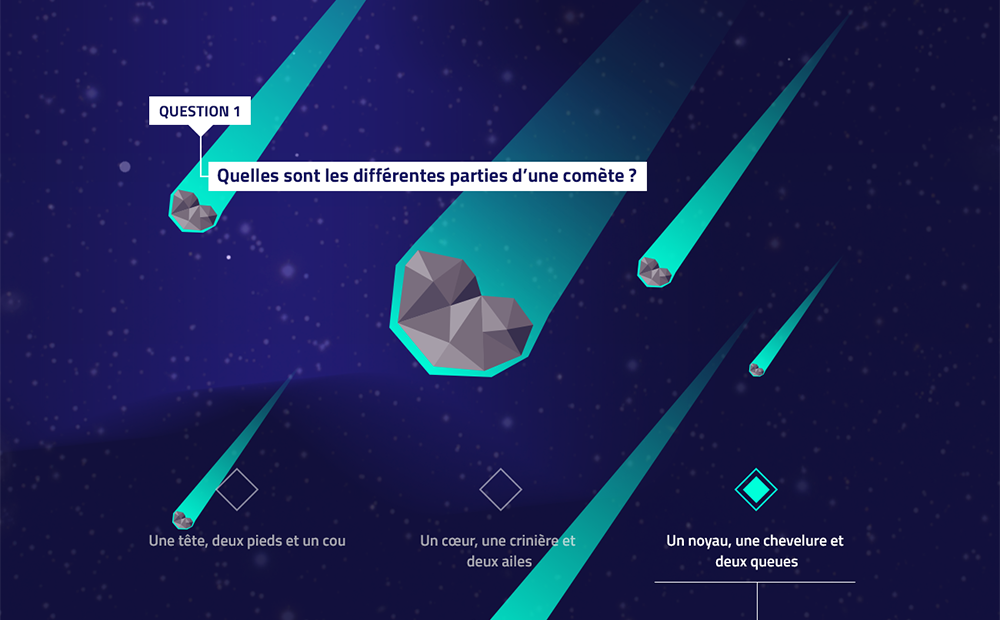 QUESTION 1
Quelles sont les différentes parties d’une comète ?
Une tête, deux pieds et un cou
Un cœur, une crinière et
deux ailes
Un noyau, une chevelure et
deux queues